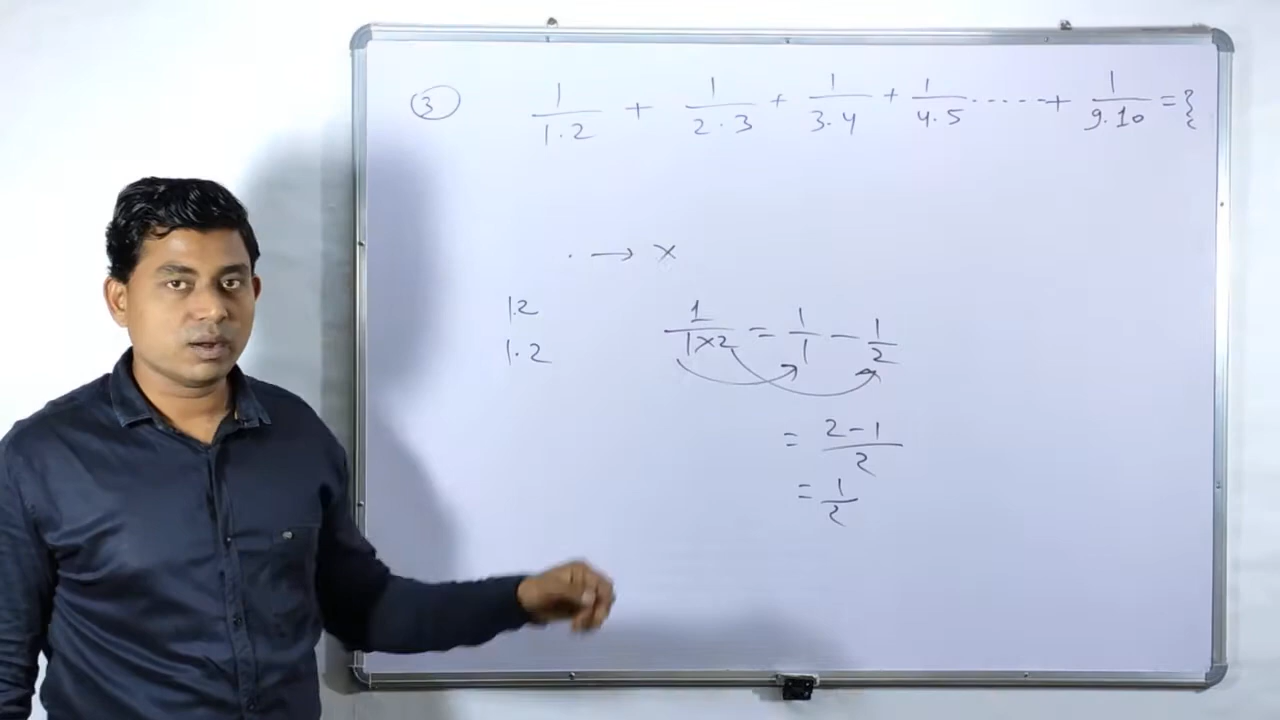 ③ 1/1·2 + 1/2·3 + 1/3·4 + 1/4·5 ......+ 1/9·10 = {
· → ×
1.2
1·2
1/1×2 = 1/1 − 1/2
= 2−1/2
= 1/2